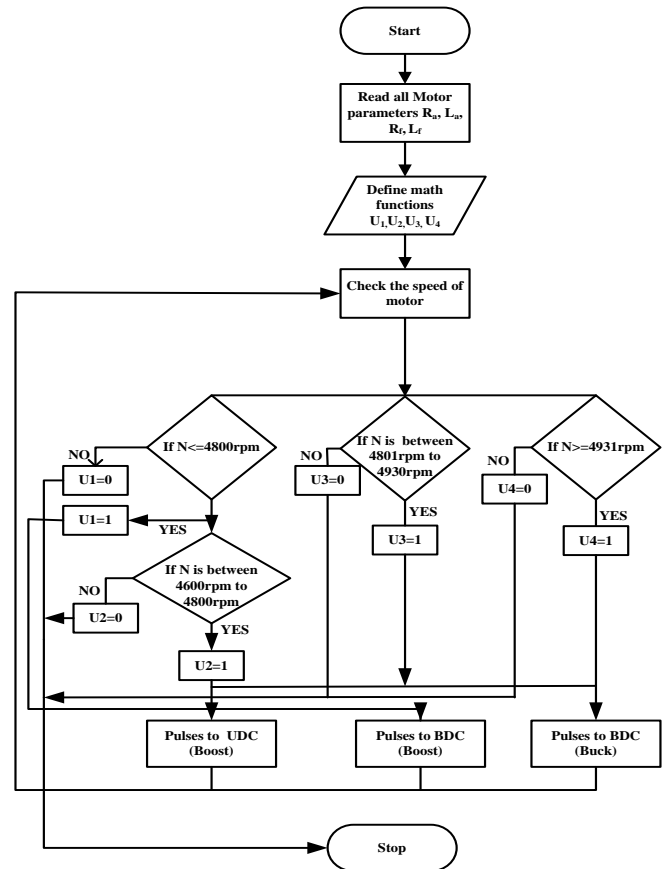 Start
Read all Motor
parameters Rₐ, Lₐ,
R_f, L_f
Define math
functions
U₁,U₂,U₃, U₄
Check the speed of
motor
If N<=4800rpm
If N is between
4801rpm to
4930rpm
If N>=4931rpm
NO
NO
NO
U1=0
U3=0
U4=0
U1=1
YES
YES
YES
U3=1
U4=1
If N is between
4600rpm to
4800rpm
NO
U2=0
YES
U2=1
Pulses to UDC
(Boost)
Pulses to BDC
(Boost)
Pulses to BDC
(Buck)
Stop